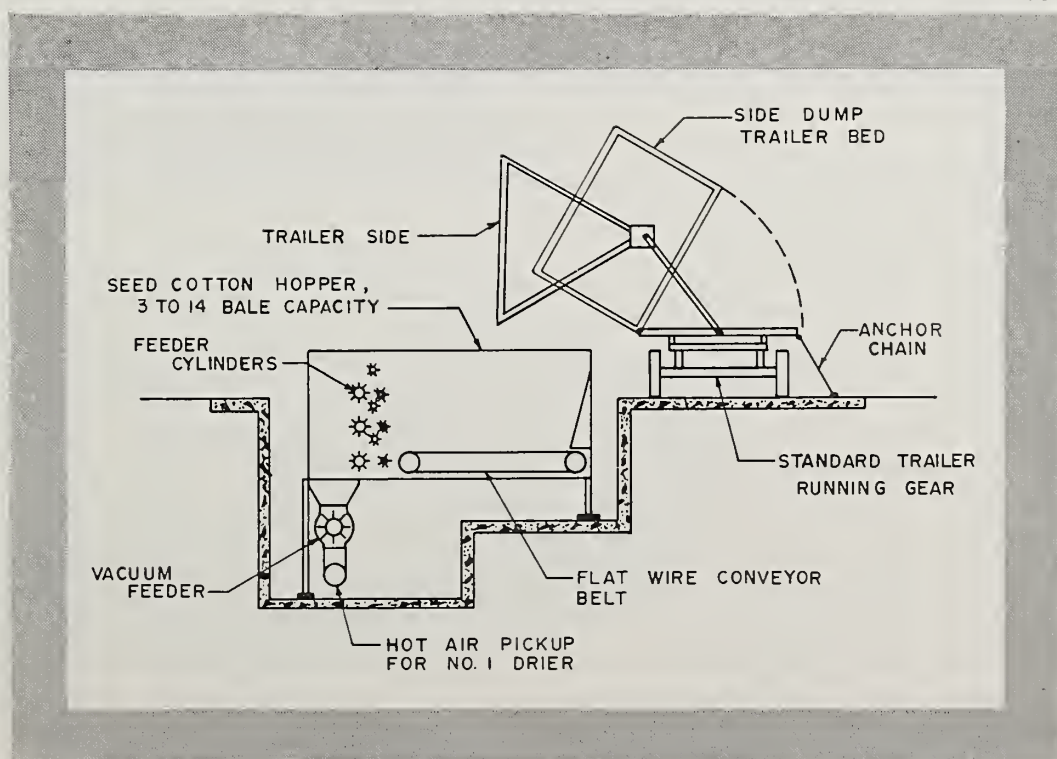 SIDE DUMP
TRAILER BED
TRAILER SIDE
SEED COTTON HOPPER,
3 TO 14 BALE CAPACITY
FEEDER
CYLINDERS
ANCHOR
CHAIN
STANDARD TRAILER
RUNNING GEAR
VACUUM
FEEDER
FLAT WIRE CONVEYOR
BELT
HOT AIR PICKUP
FOR NO. 1 DRIER